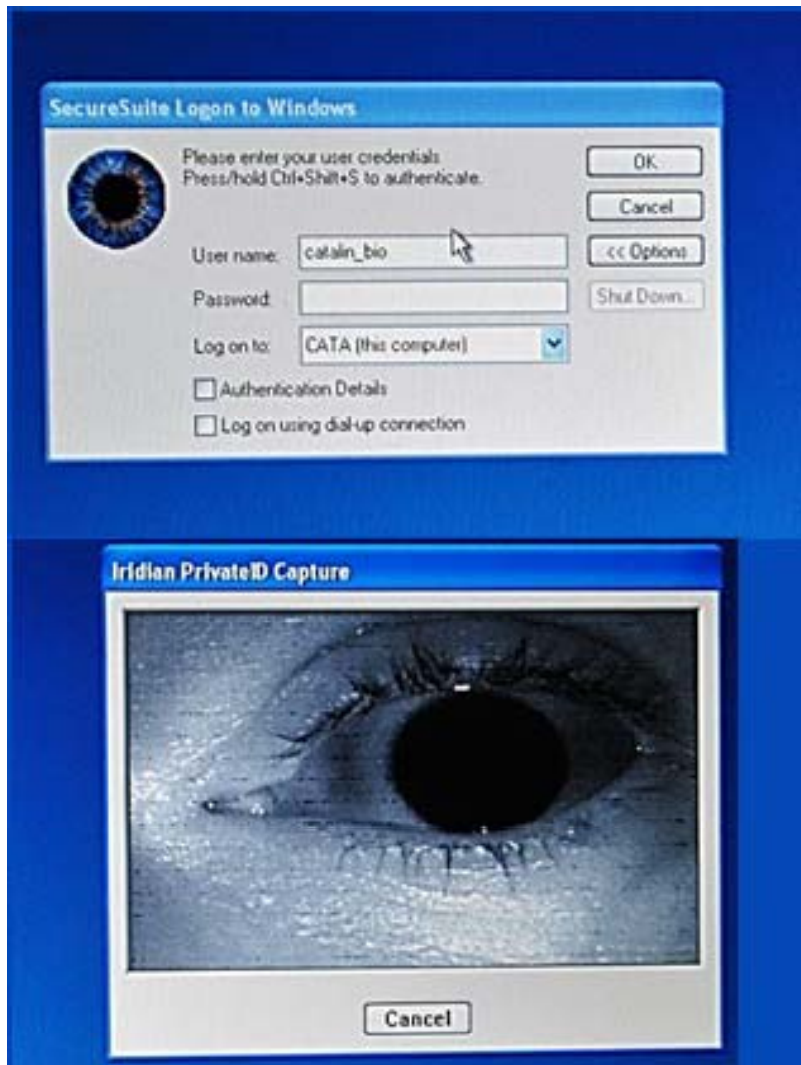 SecureSuite Logon to Windows
Please enter your user credentials
Press/hold Ctrl+Shift+S to authenticate.
OK
Cancel
User name:
catalin_bio
<< Options
Password:
Shut Down...
Log on to:
CATA (this computer)
Authentication Details
Log on using dial-up connection
Iridian PrivateID Capture
Cancel